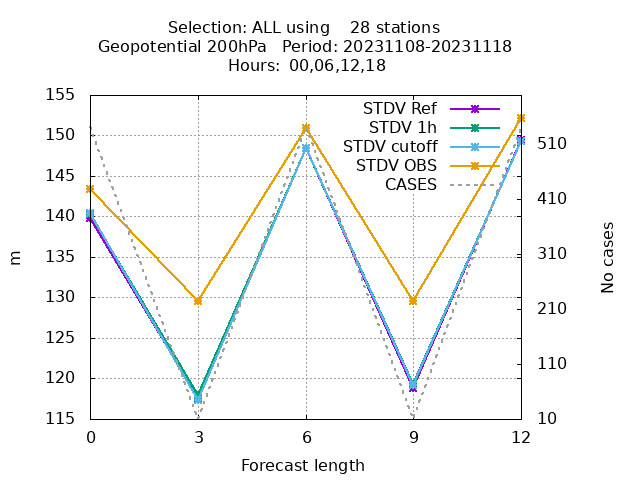 Selection: ALL using    28 stations
Geopotential 200hPa   Period: 20231108-20231118
Hours: 00,06,12,18
STDV Ref
STDV 1h
STDV cutoff
STDV OBS
CASES
155
150
145
140
135
130
125
120
115
510
410
310
210
110
10
m
No cases
0 3 6 9 12
Forecast length